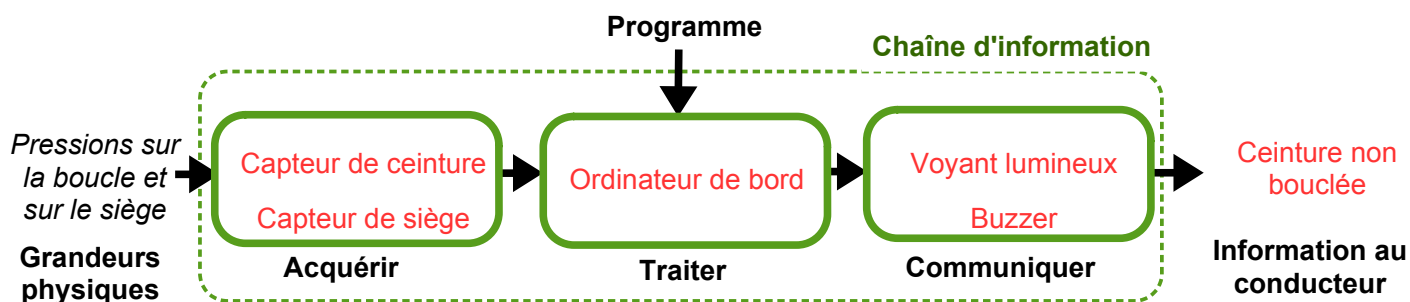 Programme
Chaîne d'information
Pressions sur
la boucle et
sur le siège
Grandeurs
physiques
Capteur de ceinture
Capteur de siège
Acquérir
Ordinateur de bord
Traiter
Voyant lumineux
Buzzer
Communiquer
Ceinture non
bouclée
Information au
conducteur